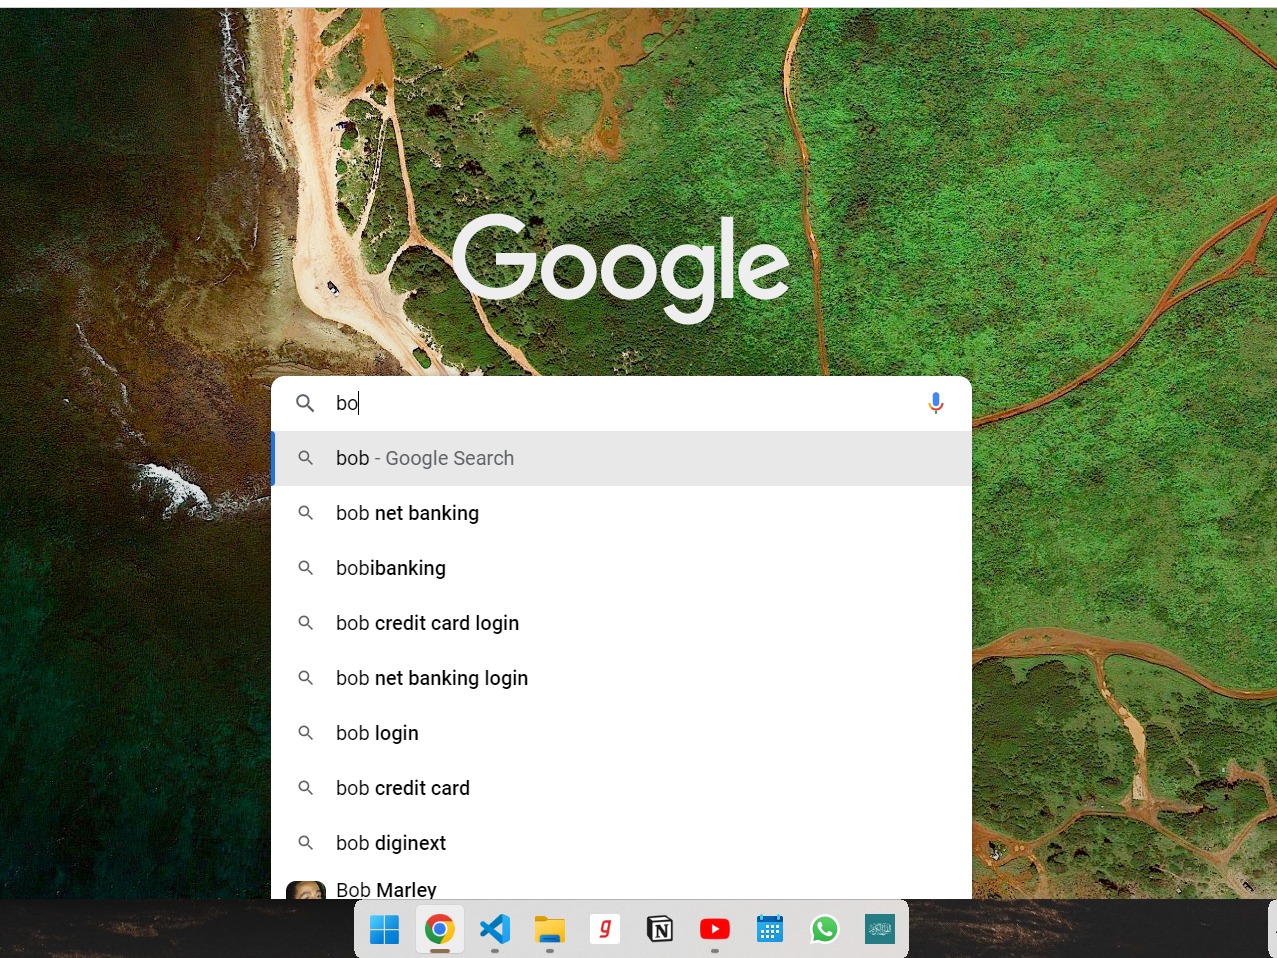 Google
bo
bob - Google Search
bob net banking
bobibanking
bob credit card login
bob net banking login
bob login
bob credit card
bob diginext
Bob Marley